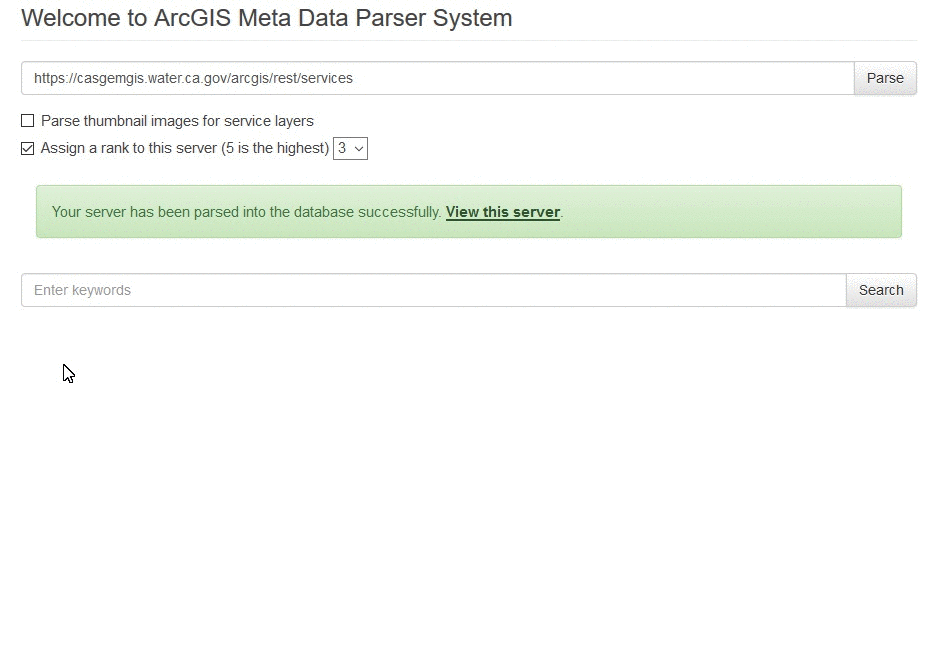 Welcome to ArcGIS Meta Data Parser System
https://casgemgis.water.ca.gov/arcgis/rest/services Parse
Parse thumbnail images for service layers
Assign a rank to this server (5 is the highest) 3
Your server has been parsed into the database successfully. View this server.
Enter keywords Search